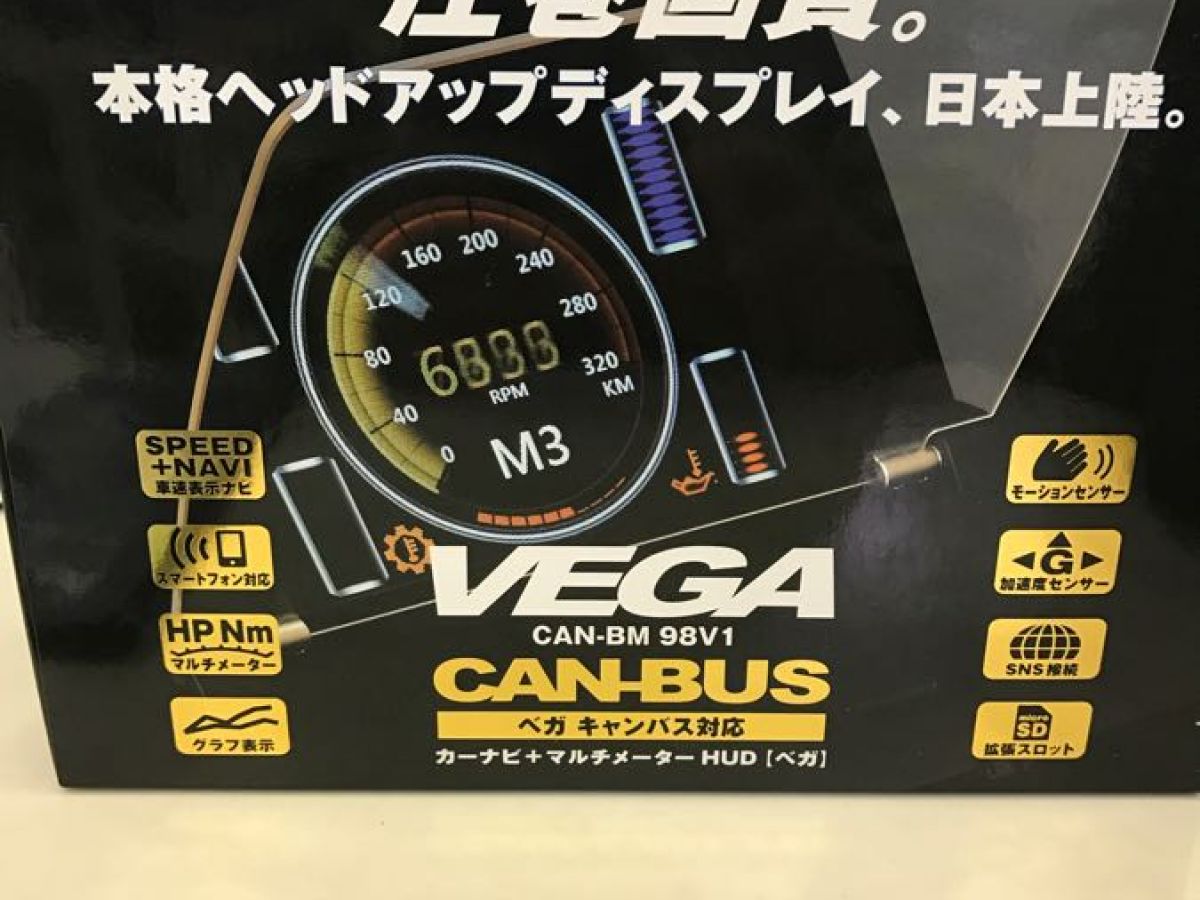 本格ヘッドアップディスプレイ、日本上陸。
160
200
240
120
280
80
6888
320
RPM
KM
40
0
M3
SPEED
+NAVI
車速表示ナビ
モーションセンサー
スマートフォン対応
G
加速度センサー
VEGA
CAN-BM 98V1
HP Nm
マルチメーター
SNS接続
CAN-BUS
ベガ キャンバス対応
グラフ表示
micro
SD
拡張スロット
カーナビ+マルチメーター HUD [ベガ]